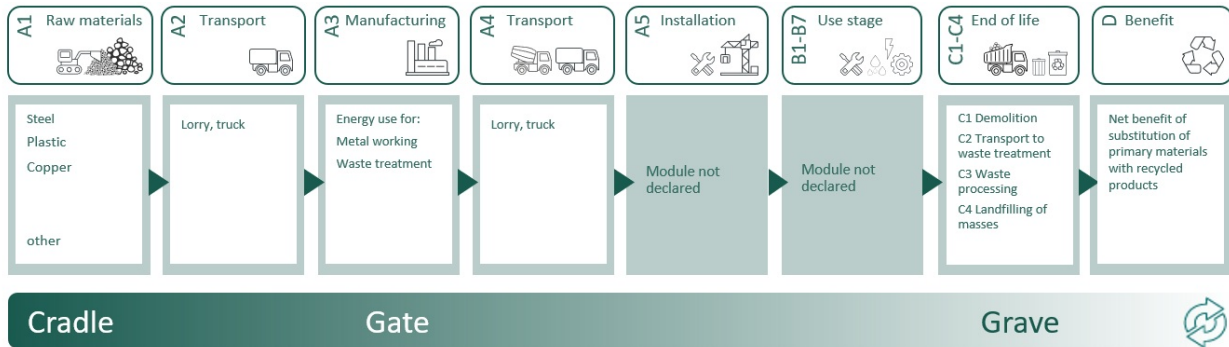 A1 Raw materials
A2 Transport
A3 Manufacturing
A4 Transport
A5 Installation
B1-B7 Use stage
C1-C4 End of life
D Benefit
Steel
Plastic
Copper
other
Lorry, truck
Energy use for:
Metal working
Waste treatment
Lorry, truck
Module not
declared
Module not
declared
C1 Demolition
C2 Transport to
waste treatment
C3 Waste
processing
C4 Landfilling of
masses
Net benefit of
substitution of
primary materials
with recycled
products
Cradle
Gate
Grave